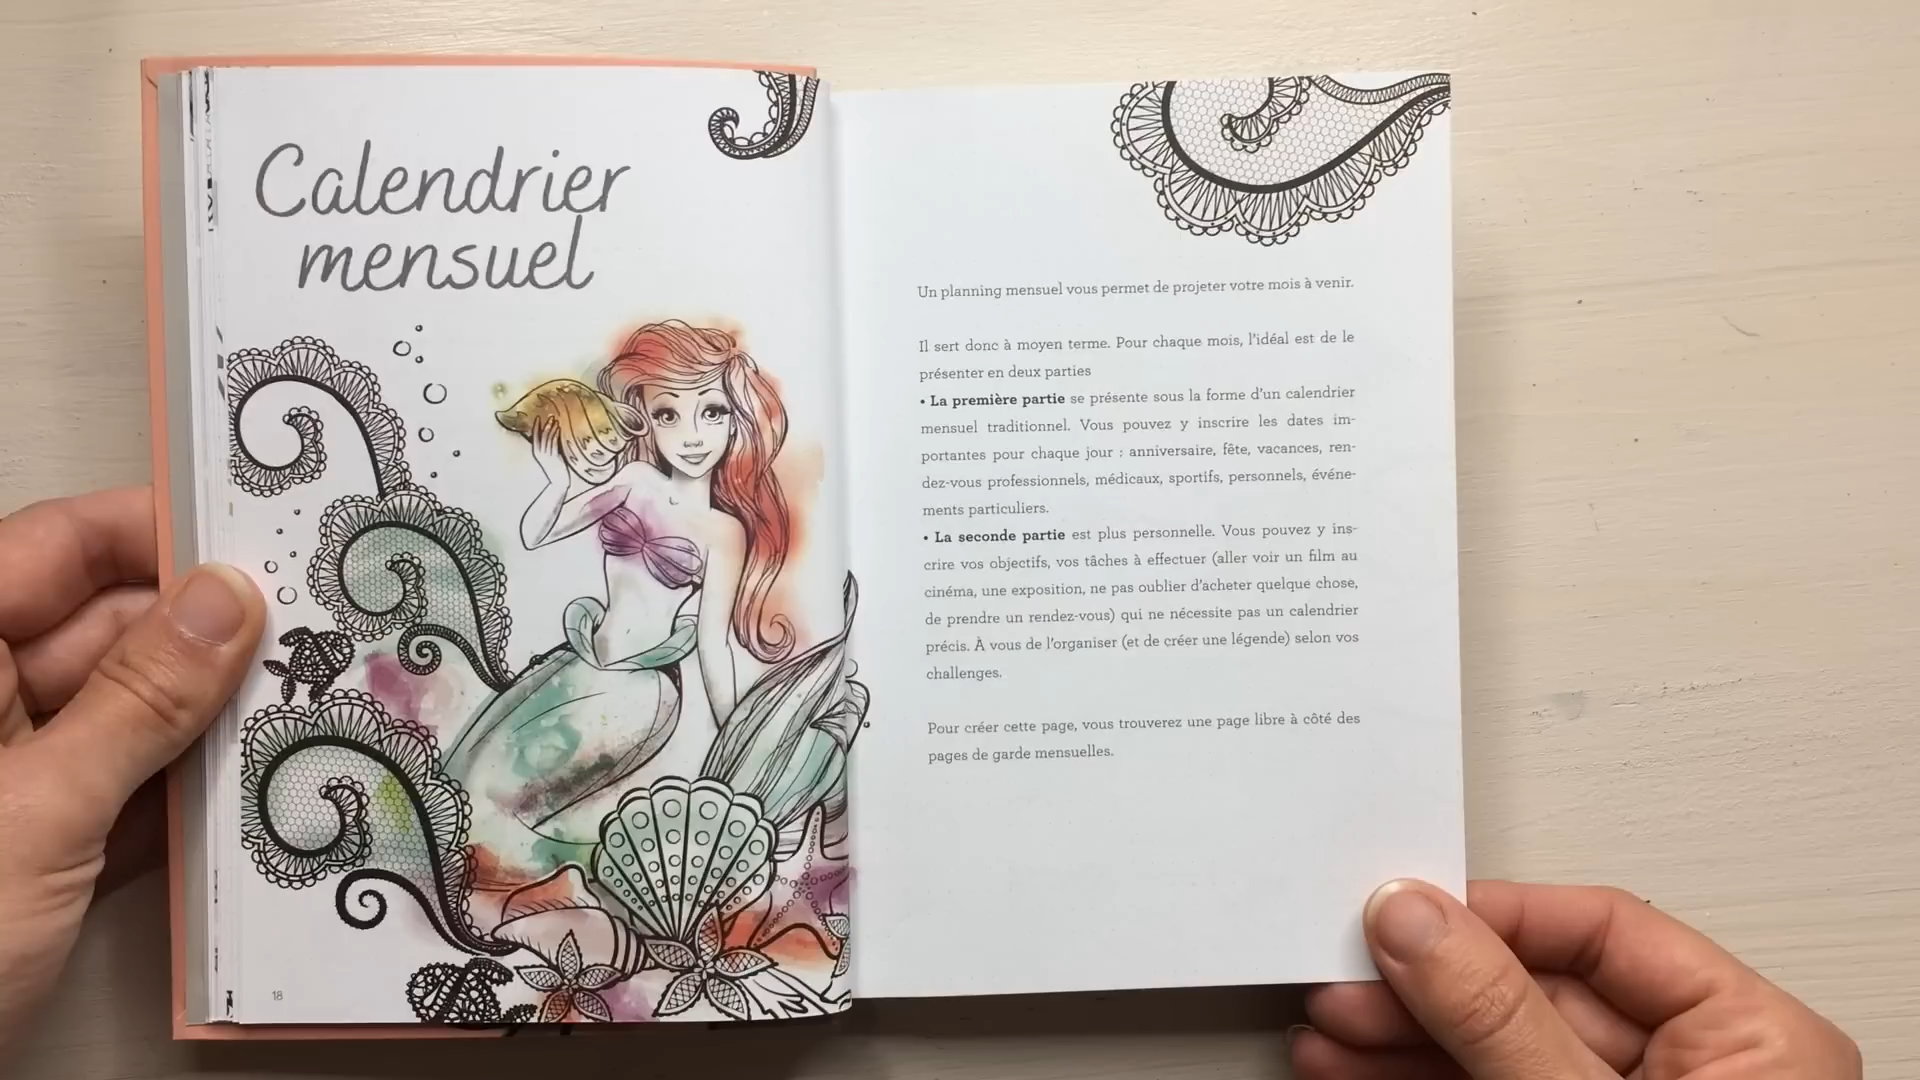 Calendrier
mensuel
18
Un planning mensuel vous permet de projeter votre mois à venir.
Il sert donc à moyen terme. Pour chaque mois, l'idéal est de le
présenter en deux parties
• La première partie se présente sous la forme d'un calendrier
mensuel traditionnel. Vous pouvez y inscrire les dates im-
portantes pour chaque jour : anniversaire, fête, vacances, ren-
dez-vous professionnels, médicaux, sportifs, personnels, événe-
ments particuliers.
• La seconde partie est plus personnelle. Vous pouvez y ins-
crire vos objectifs, vos tâches à effectuer (aller voir un film au
cinéma, une exposition, ne pas oublier d'acheter quelque chose,
de prendre un rendez-vous) qui ne nécessite pas un calendrier
précis. À vous de l'organiser (et de créer une légende) selon vos
challenges.
Pour créer cette page, vous trouverez une page libre à côté des
pages de garde mensuelles.